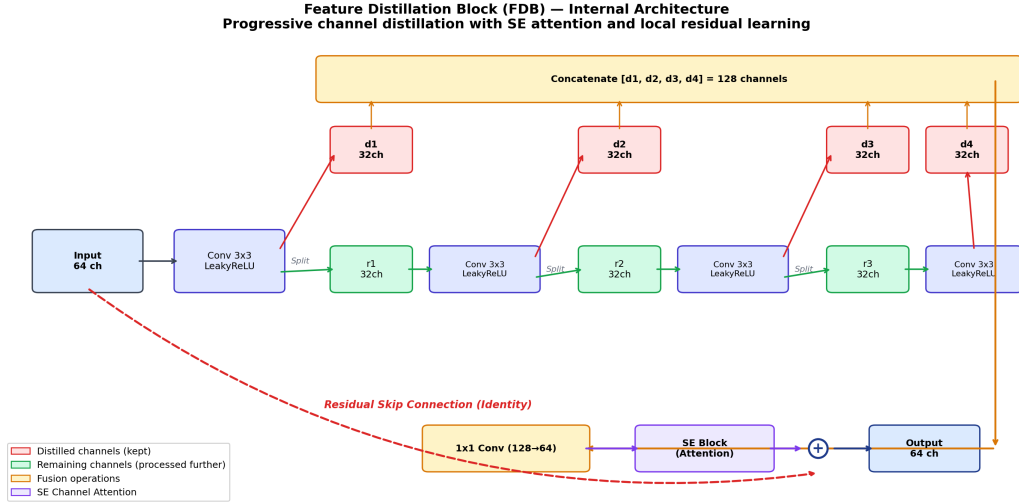 Feature Distillation Block (FDB) — Internal Architecture
Progressive channel distillation with SE attention and local residual learning
Concatenate [d1, d2, d3, d4] = 128 channels
d1
32ch
d2
32ch
d3
32ch
d4
32ch
Input
64 ch
Conv 3x3
LeakyReLU
Split
r1
32ch
Conv 3x3
LeakyReLU
Split
r2
32ch
Conv 3x3
LeakyReLU
Split
r3
32ch
Conv 3x3
LeakyReLU
Residual Skip Connection (Identity)
1x1 Conv (128→64)
SE Block
(Attention)
+
Output
64 ch
Distilled channels (kept)
Remaining channels (processed further)
Fusion operations
SE Channel Attention